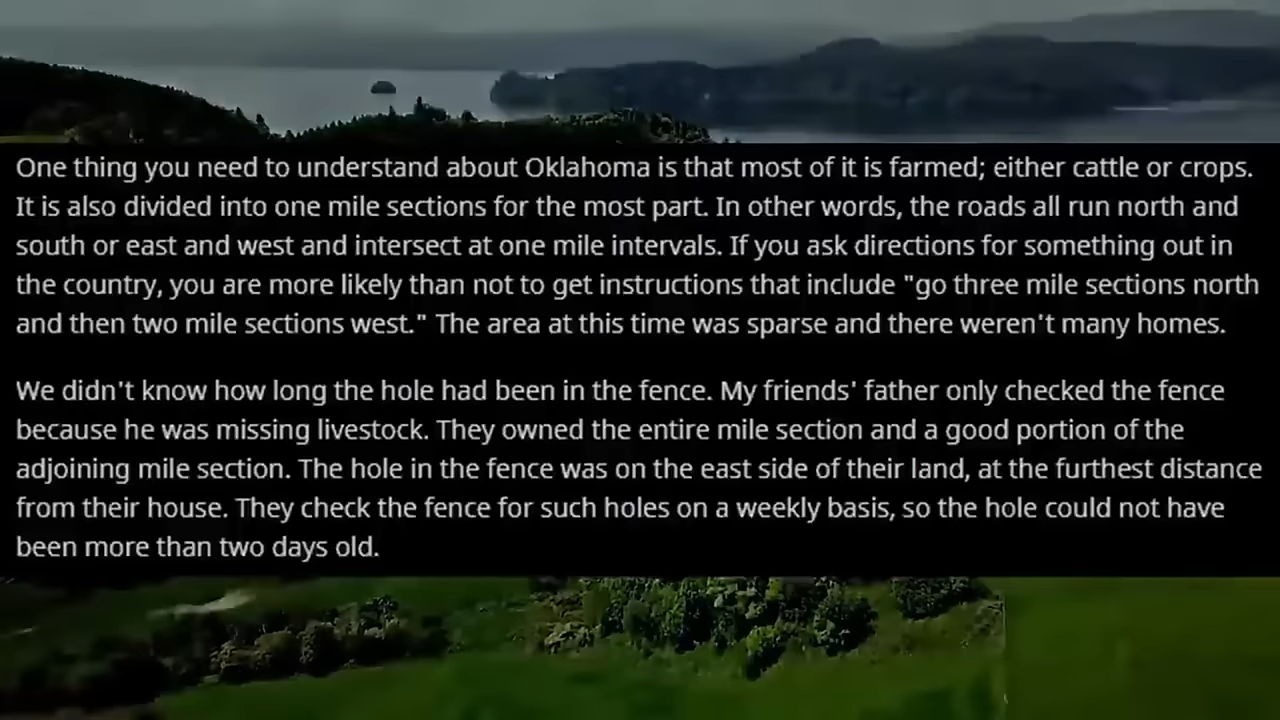 One thing you need to understand about Oklahoma is that most of it is farmed; either cattle or crops.
It is also divided into one mile sections for the most part. In other words, the roads all run north and
south or east and west and intersect at one mile intervals. If you ask directions for something out in
the country, you are more likely than not to get instructions that include "go three mile sections north
and then two mile sections west." The area at this time was sparse and there weren't many homes.
We didn't know how long the hole had been in the fence. My friends' father only checked the fence
because he was missing livestock. They owned the entire mile section and a good portion of the
adjoining mile section. The hole in the fence was on the east side of their land, at the furthest distance
from their house. They check the fence for such holes on a weekly basis, so the hole could not have
been more than two days old.